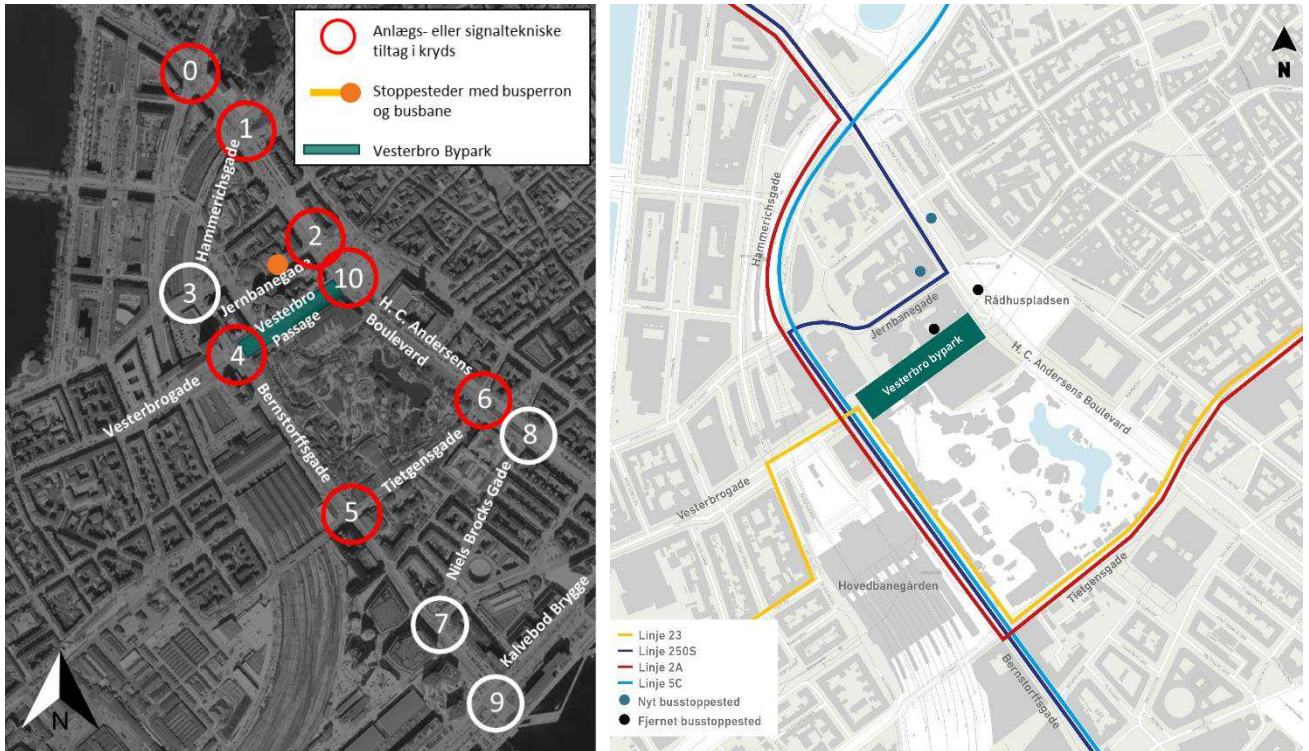 Anlægs- eller signaltekniske
tiltag i kryds
Stoppesteder med busperron
og busbane
Vesterbro Bypark
0
1
Hammerichsgade
2
3
Jernbanegade
10
Vesterbro
Passage
H. C. Andersens
Boulevard
4
Vesterbrogade
Bernstorffsgade
6
8
Tietgensgade
5
Niels Brocks Gade
7
Kalvebod Brygge
9
N
N
Hammerichsgade
Rådhuspladsen
Jernbanegade
Vesterbro bypark
H. C. Andersens Boulevard
Vesterbrogade
Hovedbanegården
Tietgensgade
Bernstorffsgade
Linje 23
Linje 250S
Linje 2A
Linje 5C
Nyt busstoppested
Fjernet busstoppested